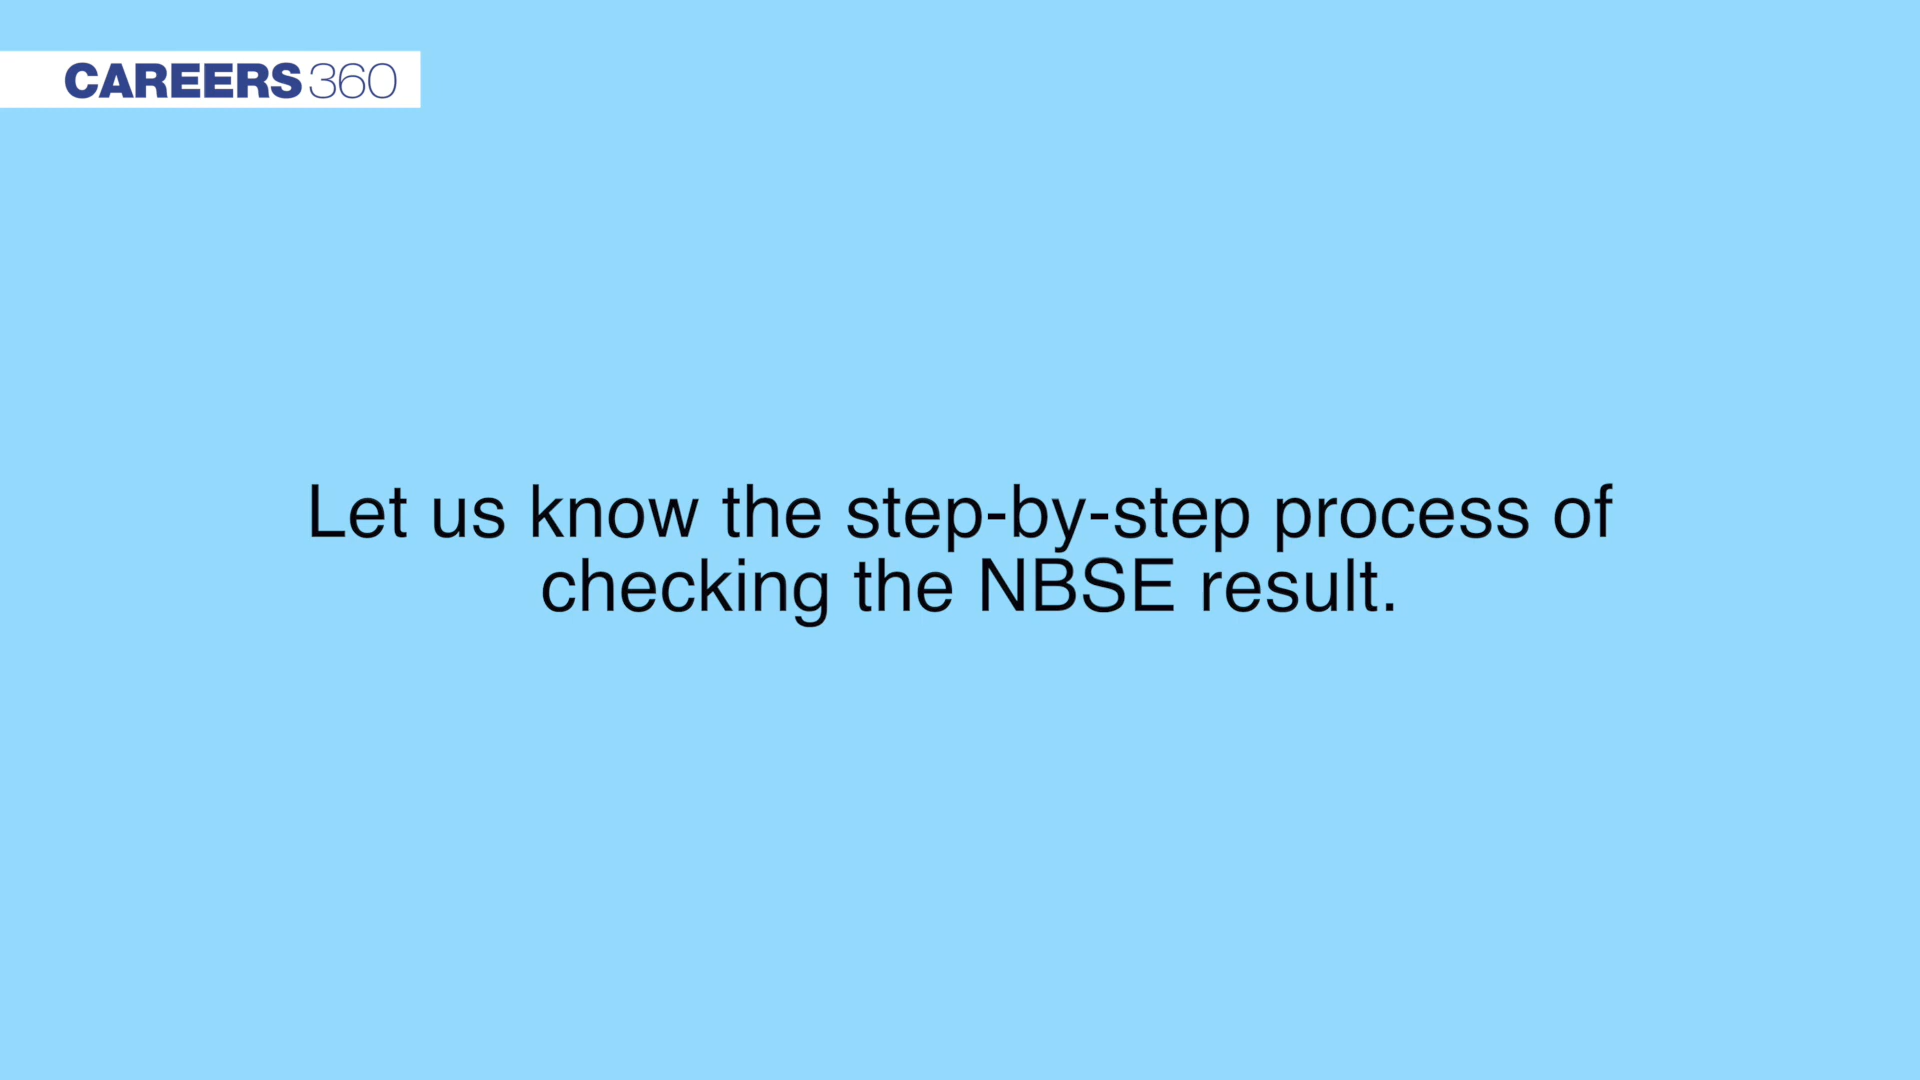 CAREERS360
Let us know the step-by-step process of
checking the NBSE result.